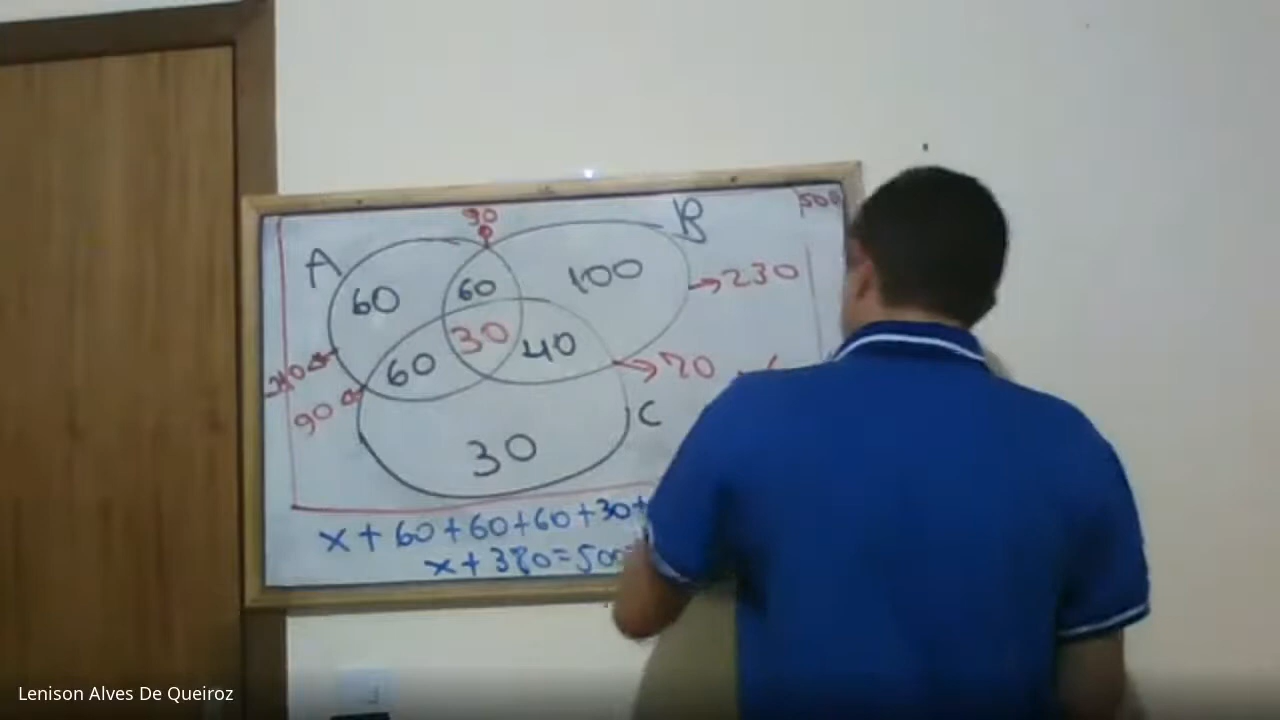 90
B
500
A
60
60
100
230
30
40
60
70
210
90
C
30
x+60+60+60+30+
x+380=500
Lenison Alves De Queiroz